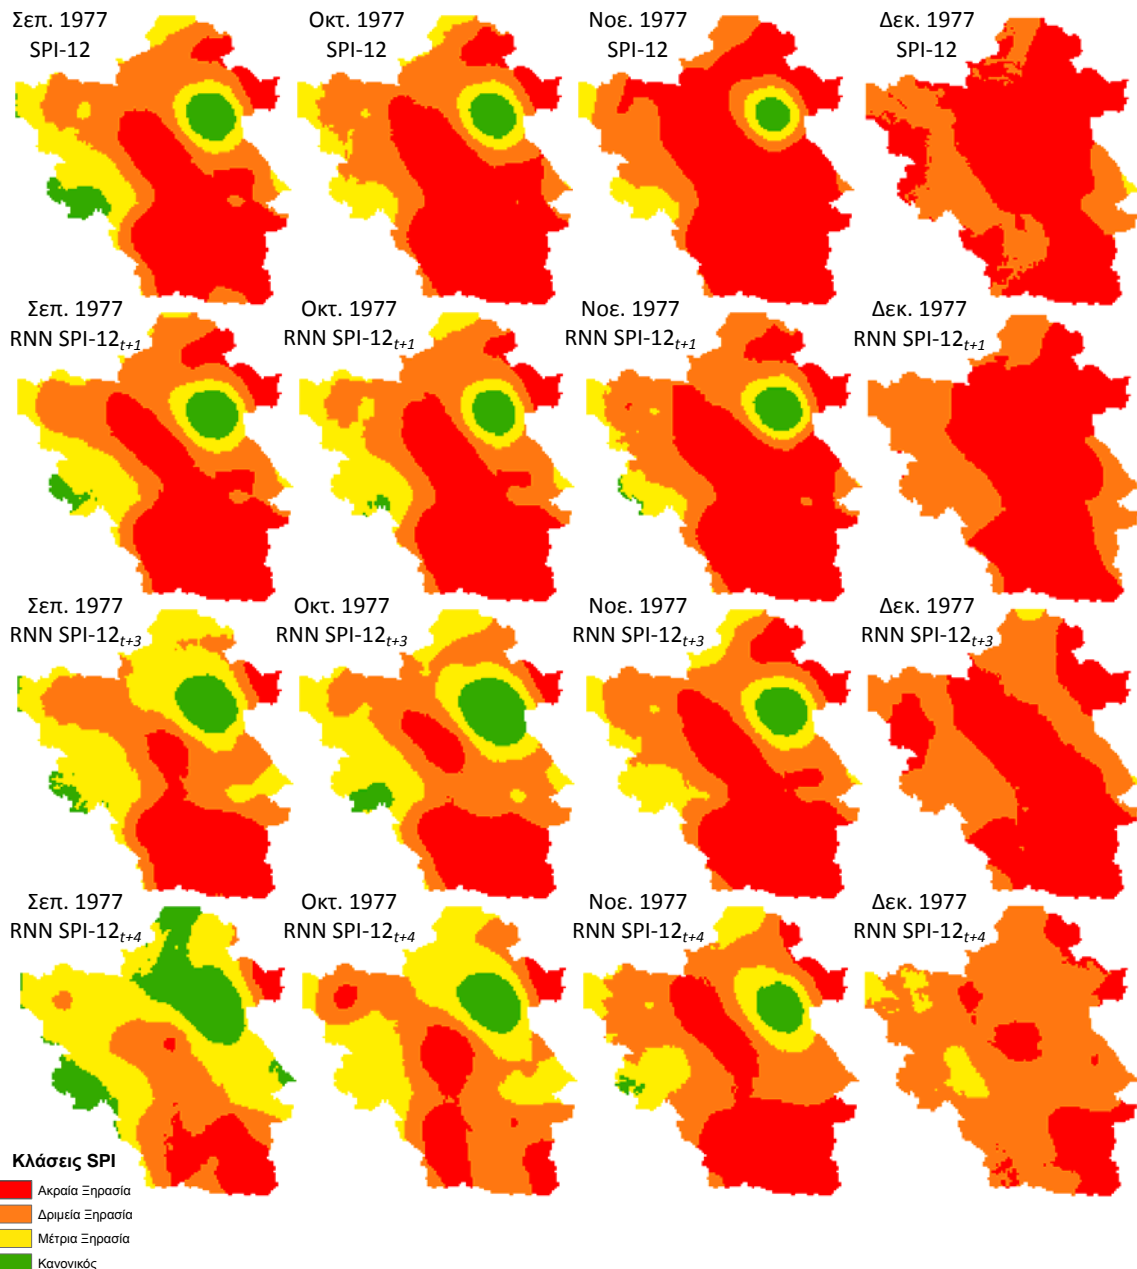 Σεπ. 1977
SPI-12
Οκτ. 1977
SPI-12
Νοε. 1977
SPI-12
Δεκ. 1977
SPI-12
Σεπ. 1977
RNN SPI-12t+1
Οκτ. 1977
RNN SPI-12t+1
Νοε. 1977
RNN SPI-12t+1
Δεκ. 1977
RNN SPI-12t+1
Σεπ. 1977
RNN SPI-12t+3
Οκτ. 1977
RNN SPI-12t+3
Νοε. 1977
RNN SPI-12t+3
Δεκ. 1977
RNN SPI-12t+3
Σεπ. 1977
RNN SPI-12t+4
Οκτ. 1977
RNN SPI-12t+4
Νοε. 1977
RNN SPI-12t+4
Δεκ. 1977
RNN SPI-12t+4
Κλάσεις SPI
Ακραία Ξηρασία
Δριμεία Ξηρασία
Μέτρια Ξηρασία
Κανονικός